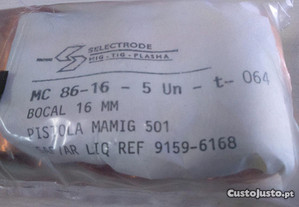 SELECTRODE
MIG - TIG - PLASMA
MC 86-16 - 5 Un - t- 064
BOCAL 16 MM
PISTOLA MAMIG 501
LIQ REF 9159-6168
CustoJusto.pt